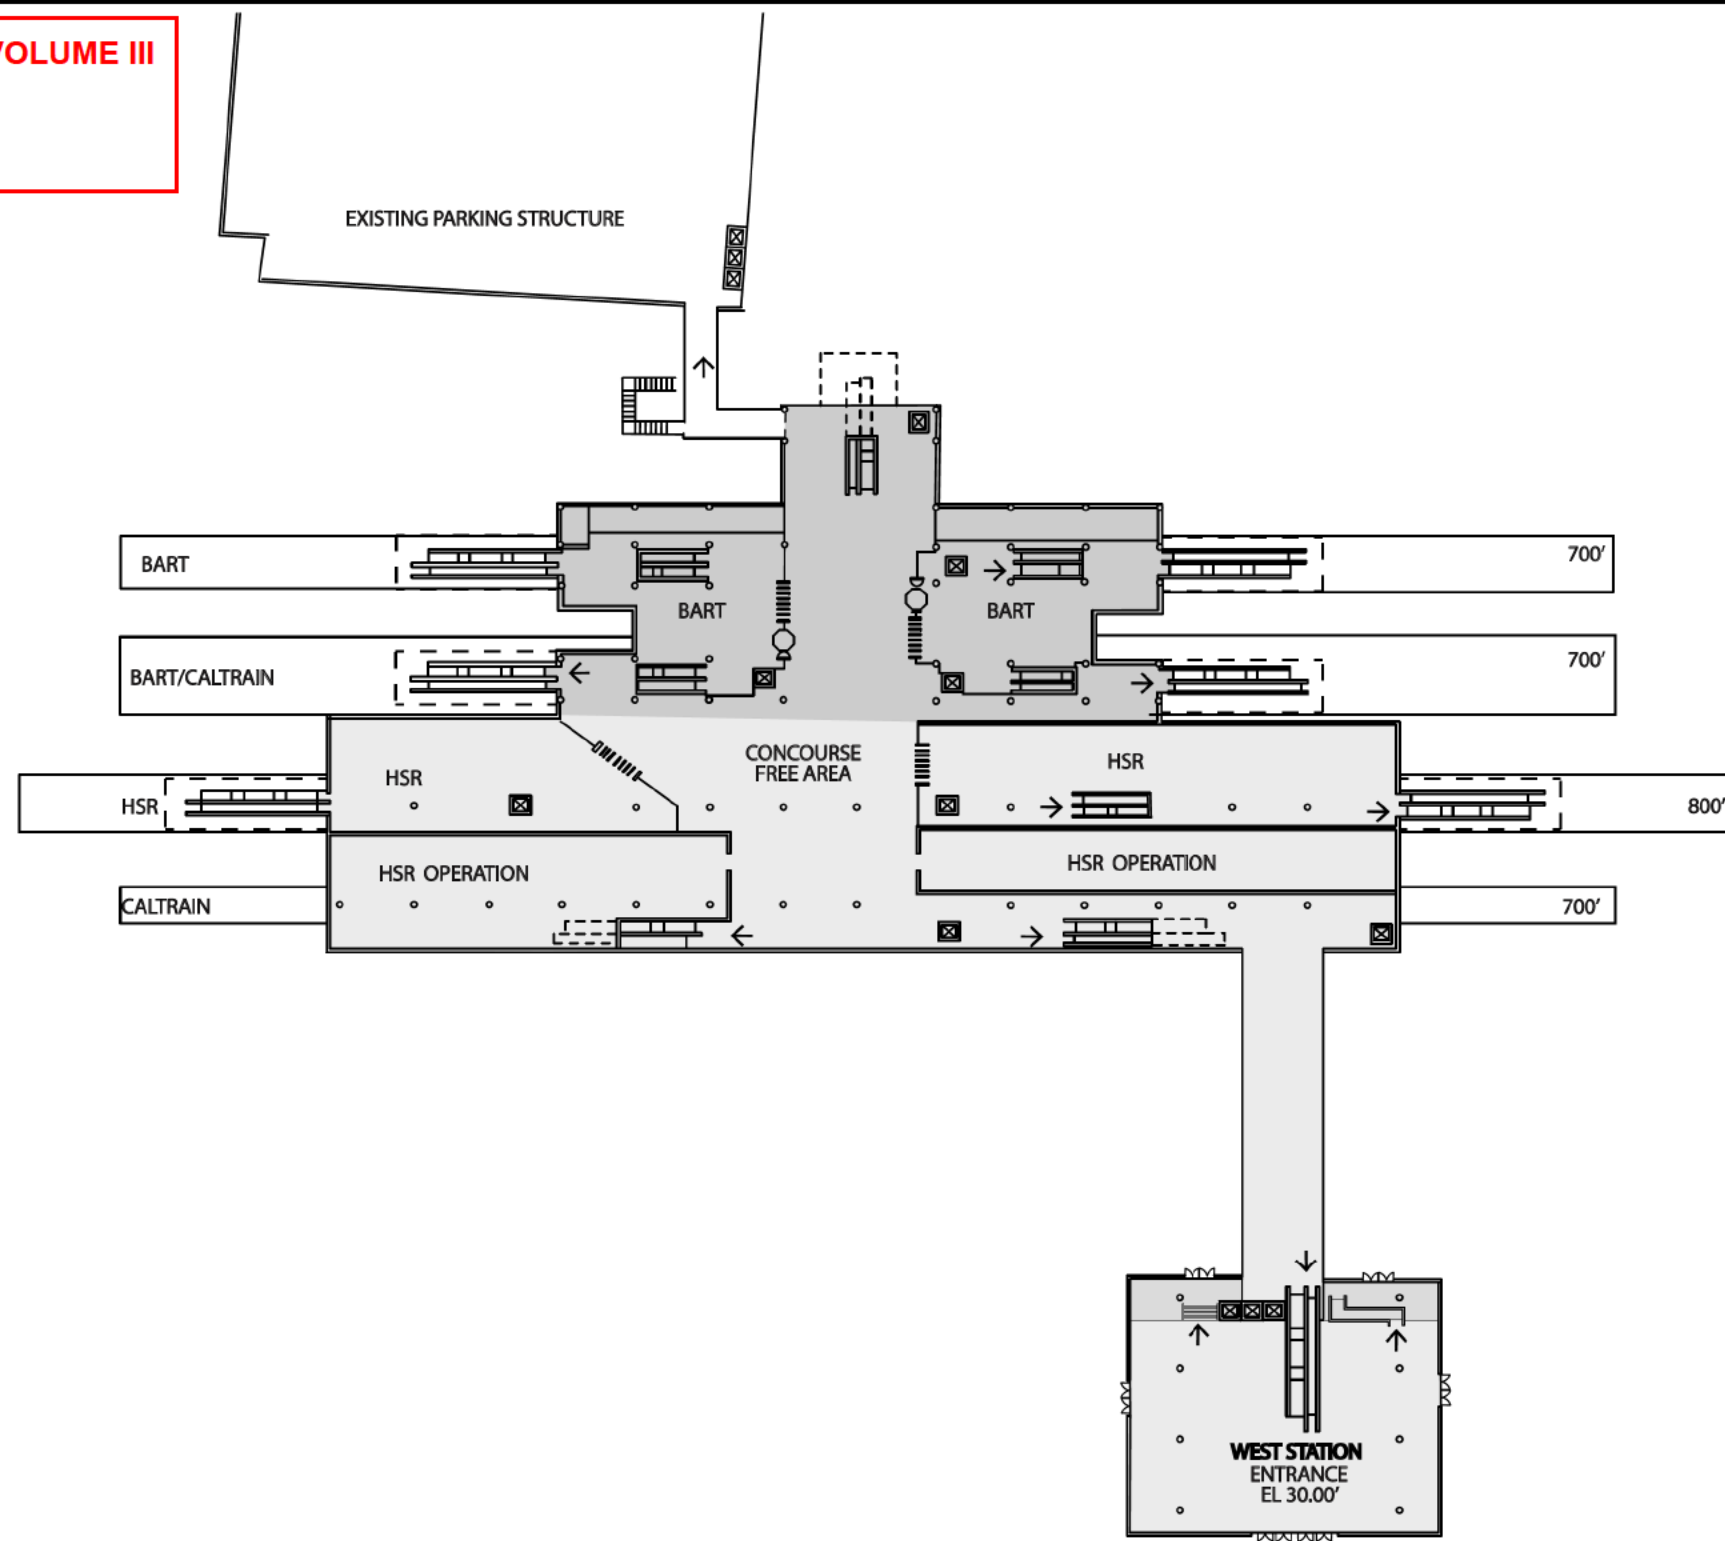 VOLUME III
EXISTING PARKING STRUCTURE
BART
700'
BART
BART
BART/CALTRAIN
700'
CONCOURSE
FREE AREA
HSR
HSR
HSR
800'
HSR OPERATION
HSR OPERATION
CALTRAIN
700'
WEST STATION
ENTRANCE
EL 30.00'